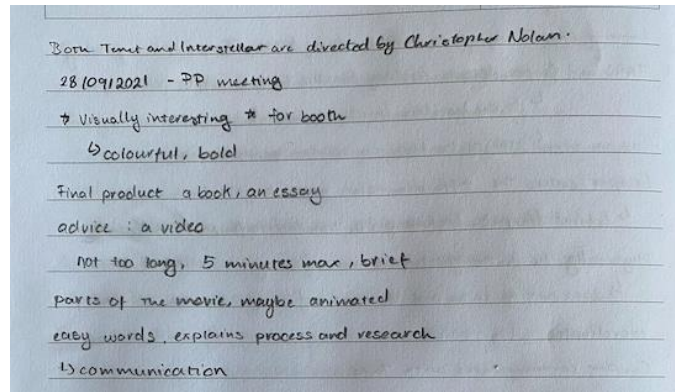 Both Tenet and Interstellar are directed by Christopher Nolan.
28/09/2021 - PP meeting
* Visually interesting * for booth
↳ colourful, bold
Final product a book, an essay
advice : a video
not too long, 5 minutes max, brief
parts of the movie, maybe animated
easy words, explains process and research
↳ communication